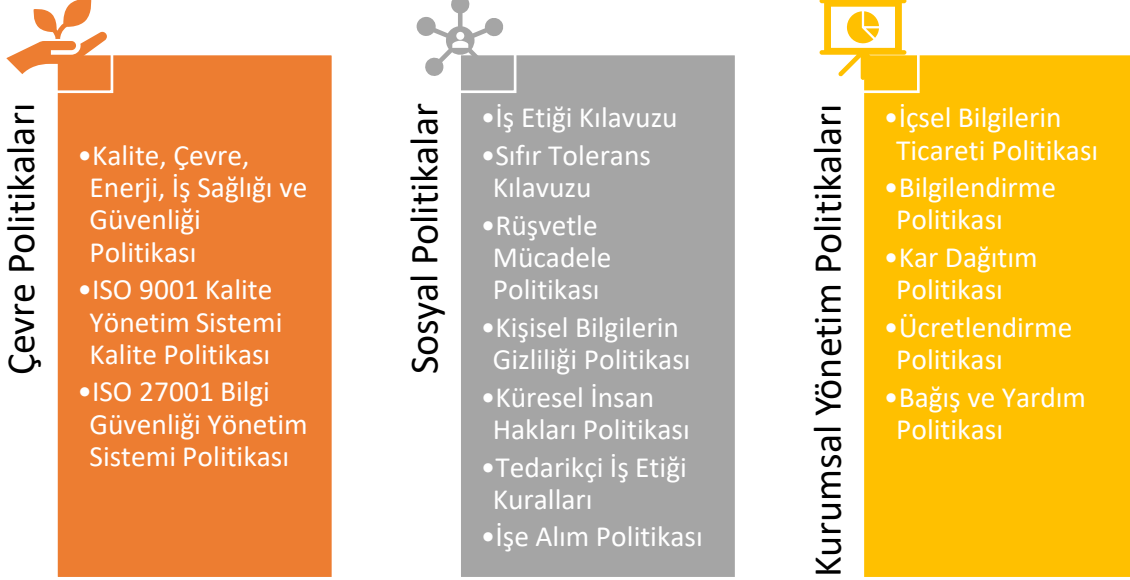 Çevre Politikaları
•Kalite, Çevre,
Enerji, İş Sağlığı ve
Güvenliği
Politikası
•ISO 9001 Kalite
Yönetim Sistemi
Kalite Politikası
•ISO 27001 Bilgi
Güvenliği Yönetim
Sistemi Politikası
Sosyal Politikalar
•İş Etiği Kılavuzu
•Sıfır Tolerans
Kılavuzu
•Rüşvetle
Mücadele
Politikası
•Kişisel Bilgilerin
Gizliliği Politikası
•Küresel İnsan
Hakları Politikası
•Tedarikçi İş Etiği
Kuralları
•İşe Alım Politikası
Kurumsal Yönetim Politikaları
•İçsel Bilgilerin
Ticareti Politikası
•Bilgilendirme
Politikası
•Kar Dağıtım
Politikası
•Ücretlendirme
Politikası
•Bağış ve Yardım
Politikası